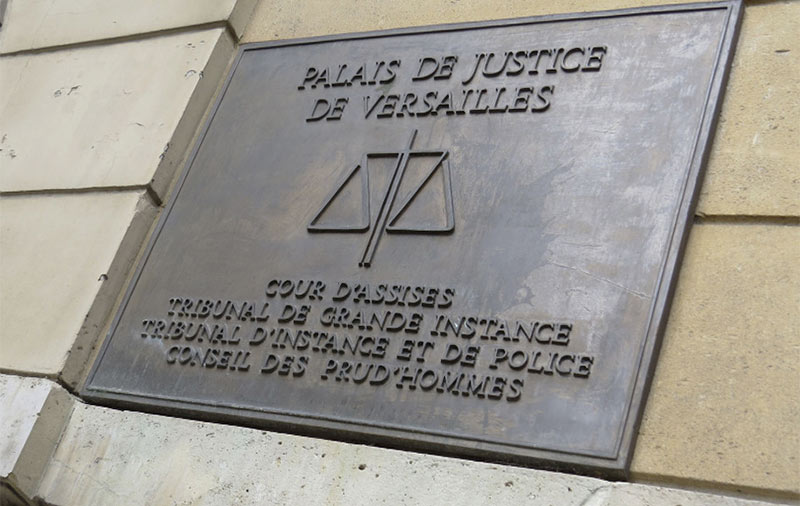 PALAIS DE JUSTICE
DE VERSAILLES
COUR D'ASSISES
TRIBUNAL DE GRANDE INSTANCE
TRIBUNAL D'INSTANCE ET DE POLICE
CONSEIL DES PRUD'HOMMES